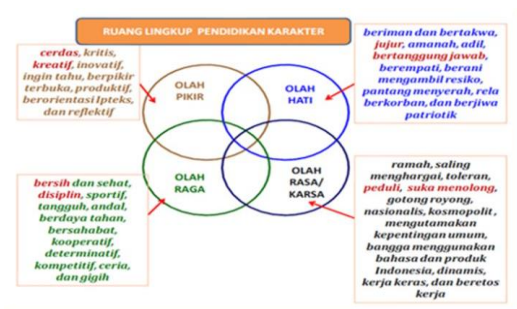 RUANG LINGKUP PENDIDIKAN KARAKTER
cerdas, kritis,
kreatif, inovatif,
ingin tahu, berpikir
terbuka, produktif,
berorientasi Ipteks,
dan reflektif
OLAH
PIKIR
OLAH
HATI
beriman dan bertakwa,
jujur, amanah, adil,
bertanggung jawab,
berempati, berani
mengambil resiko,
pantang menyerah, rela
berkorban, dan berjiwa
patriotik
bersih dan sehat,
disiplin, sportif,
tangguh, andal,
berdaya tahan,
bersahabat,
kooperatif,
determinatif,
kompetitif, ceria,
dan gigih
OLAH
RAGA
OLAH
RASA/
KARSA
ramah, saling
menghargai, toleran,
peduli, suka menolong,
gotong royong,
nasionalis, kosmopolit ,
mengutamakan
kepentingan umum,
bangga menggunakan
bahasa dan produk
Indonesia, dinamis,
kerja keras, dan beretos
kerja